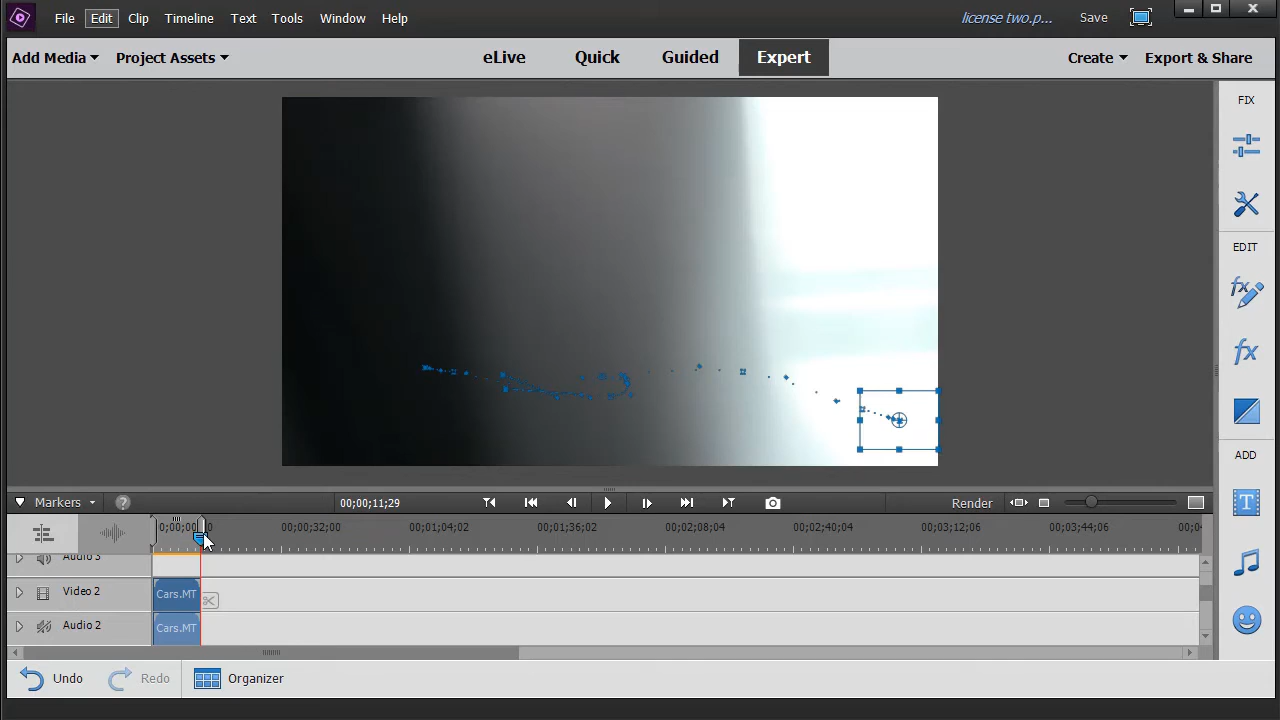 File Edit Clip Timeline Text Tools Window Help license two.p... Save
Add Media Project Assets eLive Quick Guided Expert Create Export & Share
FIX
EDIT
ADD
Markers ? 00;00;11;29 Render
00;00;32;00 00;01;04;02 00;01;36;02 00;02;08;04 00;02;40;04 00;03;12;06 00;03;44;06
Audio 3
Video 2 Cars.MT
Audio 2 Cars.MT
Undo Redo Organizer